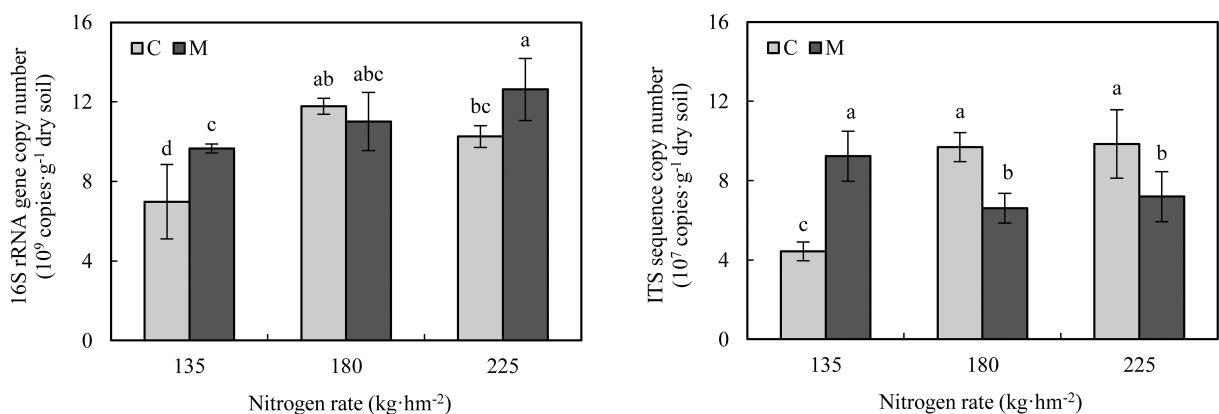 16S rRNA gene copy number
(10⁹ copies·g⁻¹ dry soil)
16
12
8
4
0
C M
d c ab abc bc a
135 180 225
Nitrogen rate (kg·hm⁻²)
ITS sequence copy number
(10⁷ copies·g⁻¹ dry soil)
16
12
8
4
0
C M
c a a b a b
135 180 225
Nitrogen rate (kg·hm⁻²)